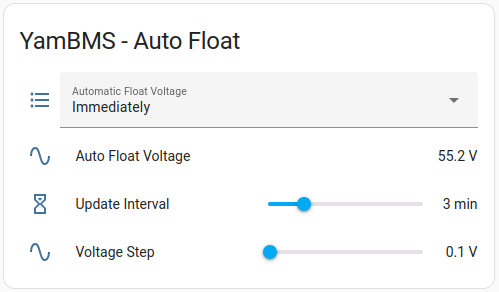 YamBMS - Auto Float
Automatic Float Voltage
Immediately
Auto Float Voltage 55.2 V
Update Interval 3 min
Voltage Step 0.1 V